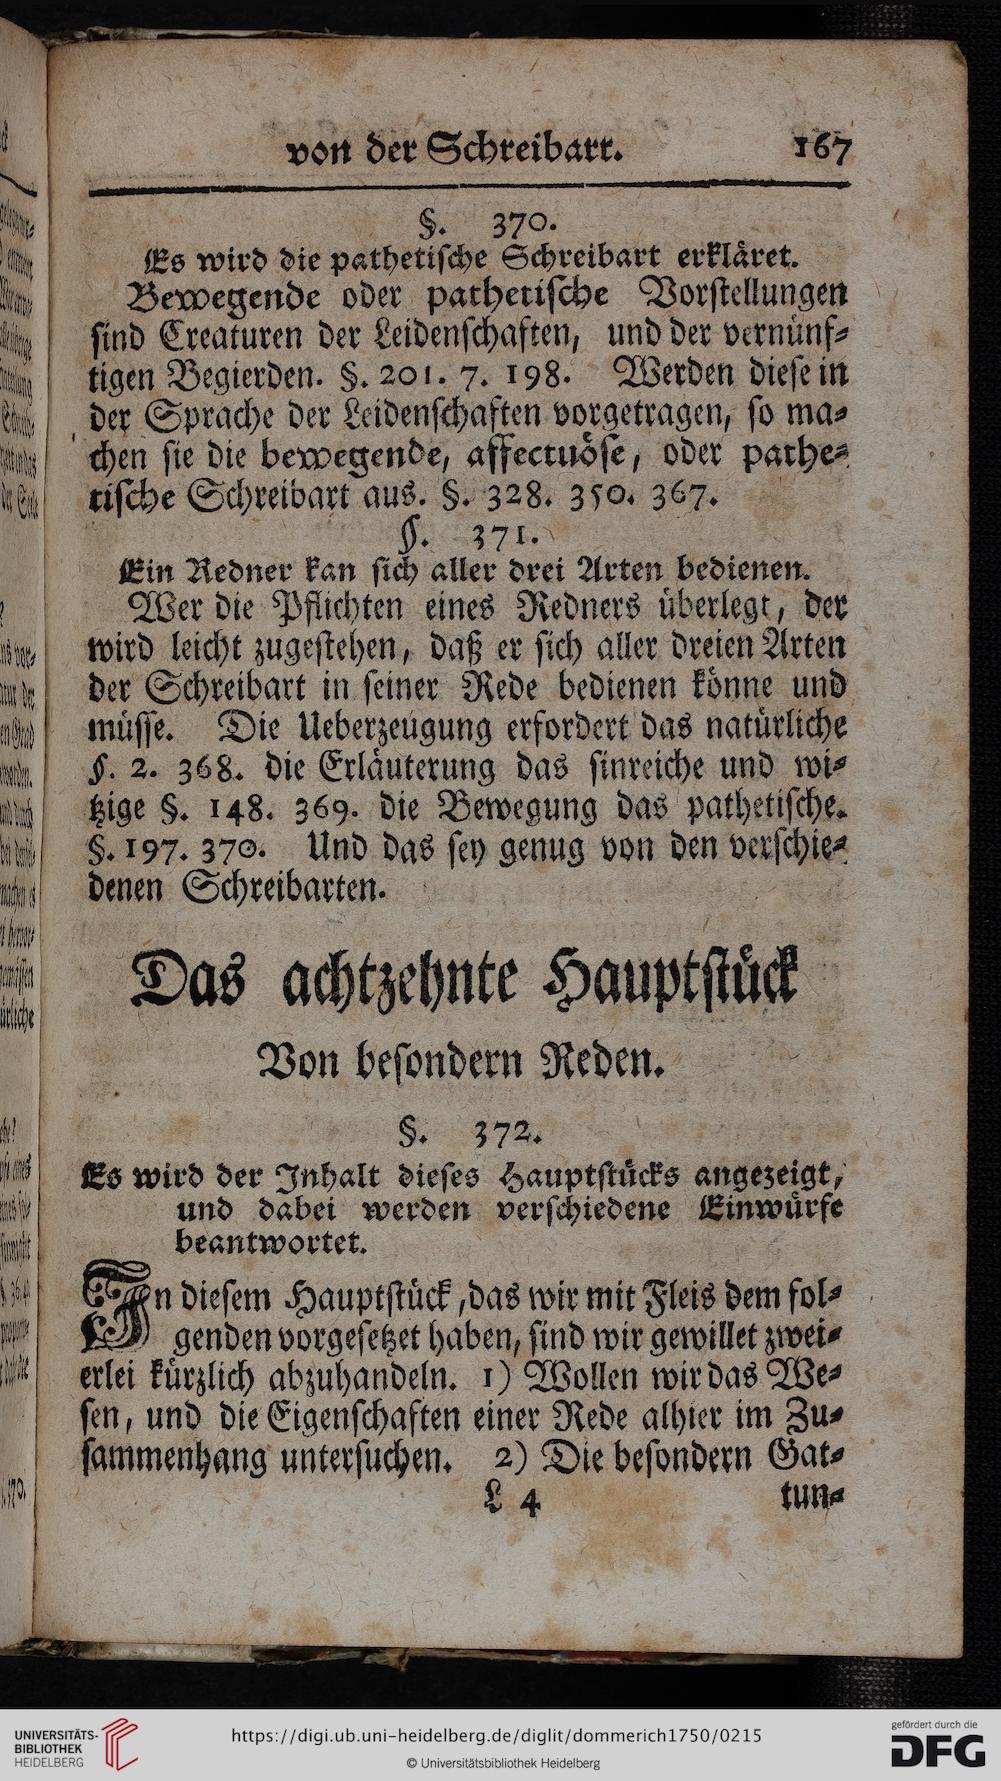 von der Schreibart. 167
§. 370.
Es wird die pathetische Schreibart erkläret.
Bewegende oder pathetische Vorstellungen
sind Creaturen der Leidenschaften, und der vernünf-
tigen Begierden. §. 201. 7. 198. Werden diese in
der Sprache der Leidenschaften vorgetragen, so ma-
chen sie die bewegende, affectuöse, oder pathe-
tische Schreibart aus. §. 328. 350. 367.
§. 371.
Ein Redner kan sich aller drei Arten bedienen.
Wer die Pflichten eines Redners überlegt, der
wird leicht zugestehen, daß er sich aller dreien Arten
der Schreibart in seiner Rede bedienen könne und
müsse. Die Ueberzeugung erfordert das natürliche
§. 2. 368. die Erläuterung das sinreiche und wi-
tzige §. 148. 369. die Bewegung das pathetische.
§. 197. 370. Und das sey genug von den verschie-
denen Schreibarten.
Das achtzehnte Hauptstück
Von besondern Reden.
§. 372.
Es wird der Inhalt dieses Hauptstücks angezeigt,
und dabei werden verschiedene Einwürfe
beantwortet.
In diesem Hauptstück, das wir mit Fleis dem fol-
genden vorgesetzet haben, sind wir gewillet zwei-
erlei kürzlich abzuhandeln. 1) Wollen wir das We-
sen, und die Eigenschaften einer Rede alhier im Zu-
sammenhang untersuchen. 2) Die besondern Gat-
L 4 tun-
UNIVERSITÄTS-
BIBLIOTHEK
HEIDELBERG
https://digi.ub.uni-heidelberg.de/diglit/dommerich1750/0215
© Universitätsbibliothek Heidelberg
gefördert durch die
DFG